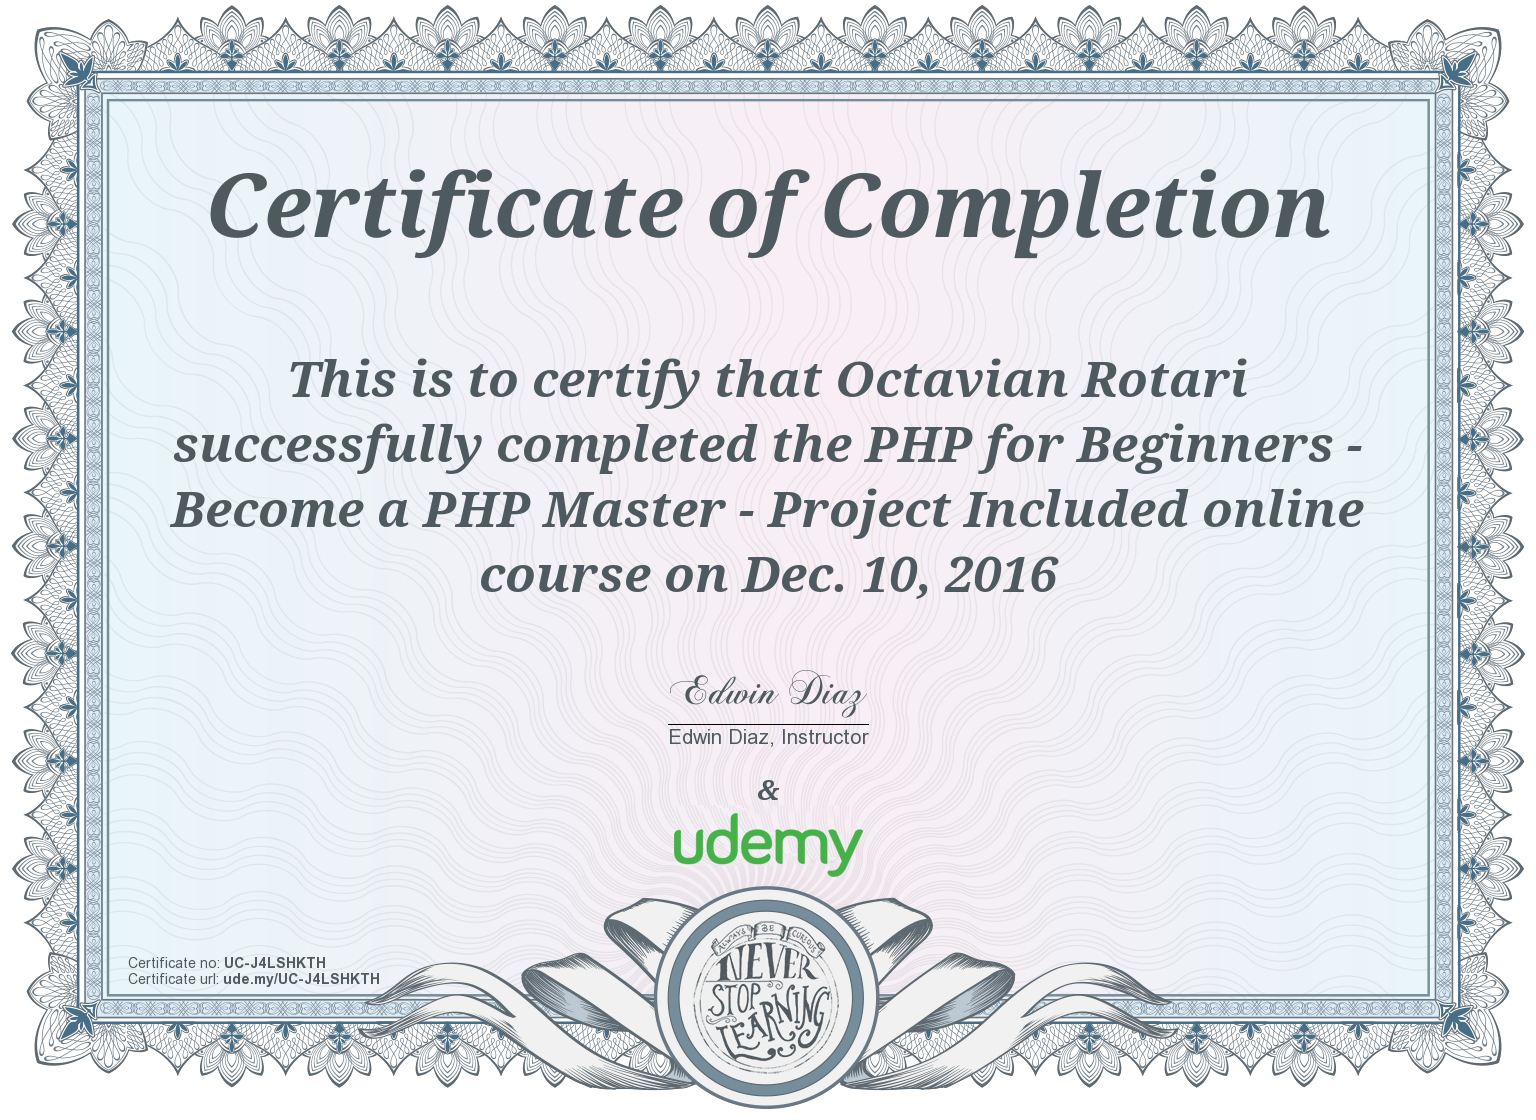 Certificate of Completion
This is to certify that Octavian Rotari
successfully completed the PHP for Beginners -
Become a PHP Master - Project Included online
course on Dec. 10, 2016
Edwin Diaz
Edwin Diaz, Instructor
&
udemy
Certificate no: UC-J4LSHKTH
Certificate url: ude.my/UC-J4LSHKTH
ALWAYS BE CURIOUS
NEVER
STOP
LEARNING